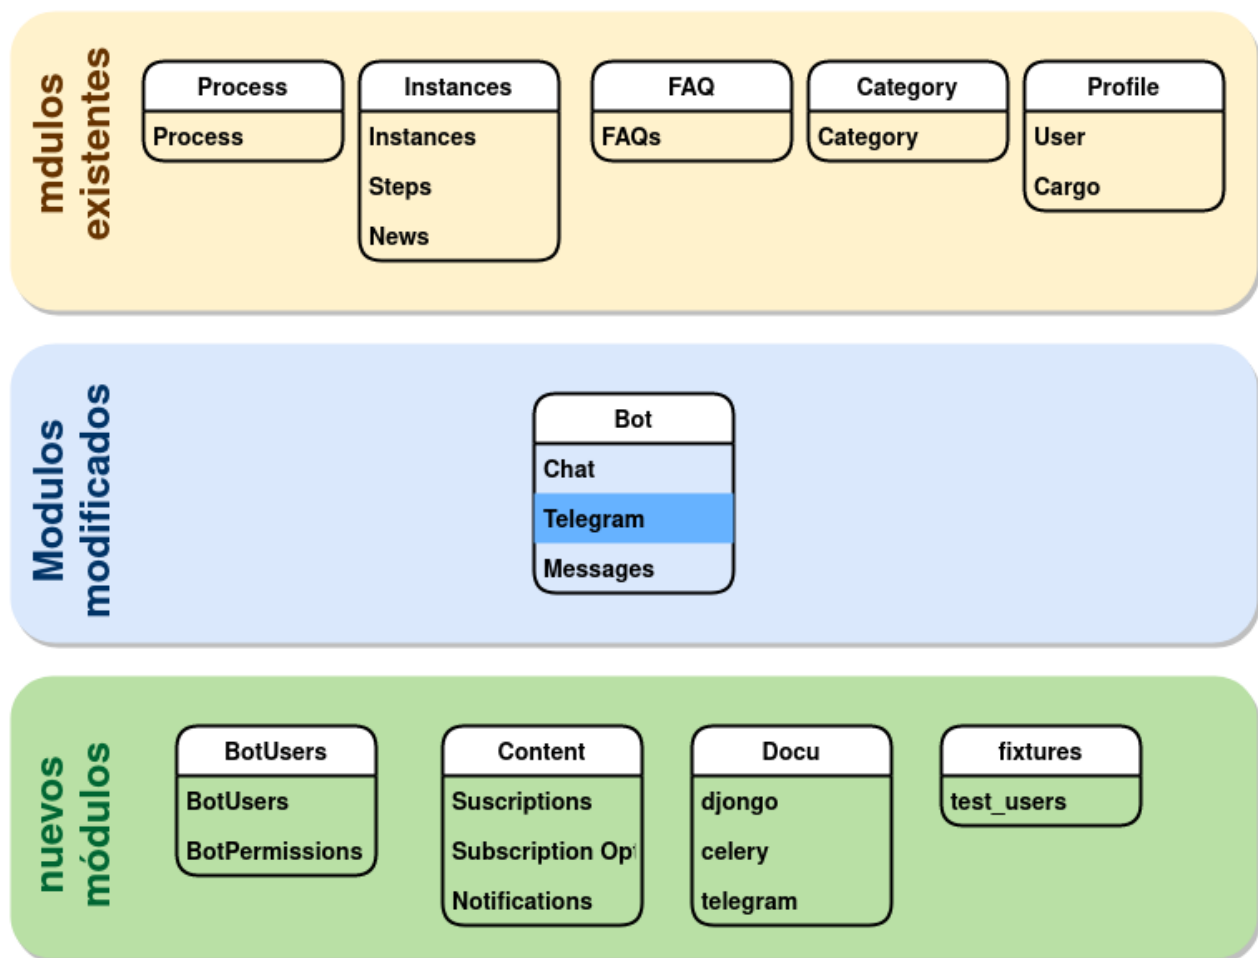 mdulos
existentes
Process
Process
Instances
Instances
Steps
News
FAQ
FAQs
Category
Category
Profile
User
Cargo
Modulos
modificados
Bot
Chat
Telegram
Messages
nuevos
módulos
BotUsers
BotUsers
BotPermissions
Content
Suscriptions
Subscription Opt
Notifications
Docu
djongo
celery
telegram
fixtures
test_users